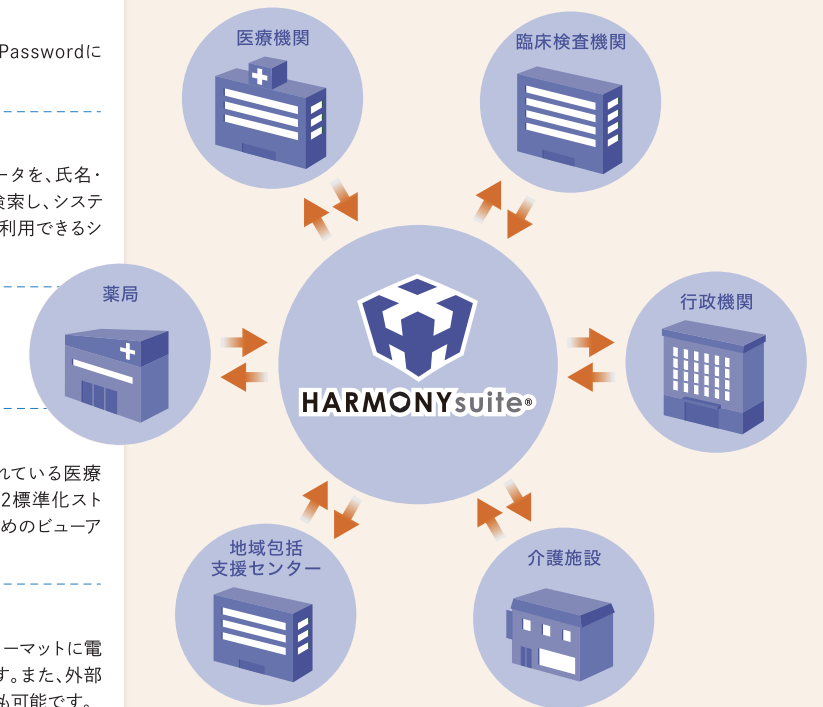 Passwordに
ータを、氏名・
検索し、システ
利用できるシ
れている医療
2標準化スト
めのビューア
ーマットに電
す。また、外部
も可能です。
医療機関
臨床検査機関
薬局
行政機関
HARMONYsuite®
地域包括
支援センター
介護施設